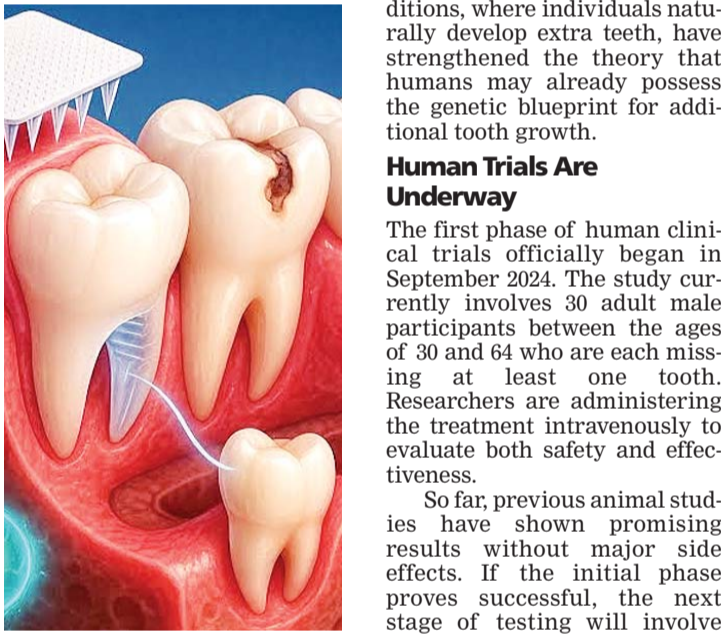 ditions, where individuals natu-
rally develop extra teeth, have
strengthened the theory that
humans may already possess
the genetic blueprint for addi-
tional tooth growth.
Human Trials Are
Underway
The first phase of human clini-
cal trials officially began in
September 2024. The study cur-
rently involves 30 adult male
participants between the ages
of 30 and 64 who are each miss-
ing at least one tooth.
Researchers are administering
the treatment intravenously to
evaluate both safety and effec-
tiveness.
So far, previous animal stud-
ies have shown promising
results without major side
effects. If the initial phase
proves successful, the next
stage of testing will involve